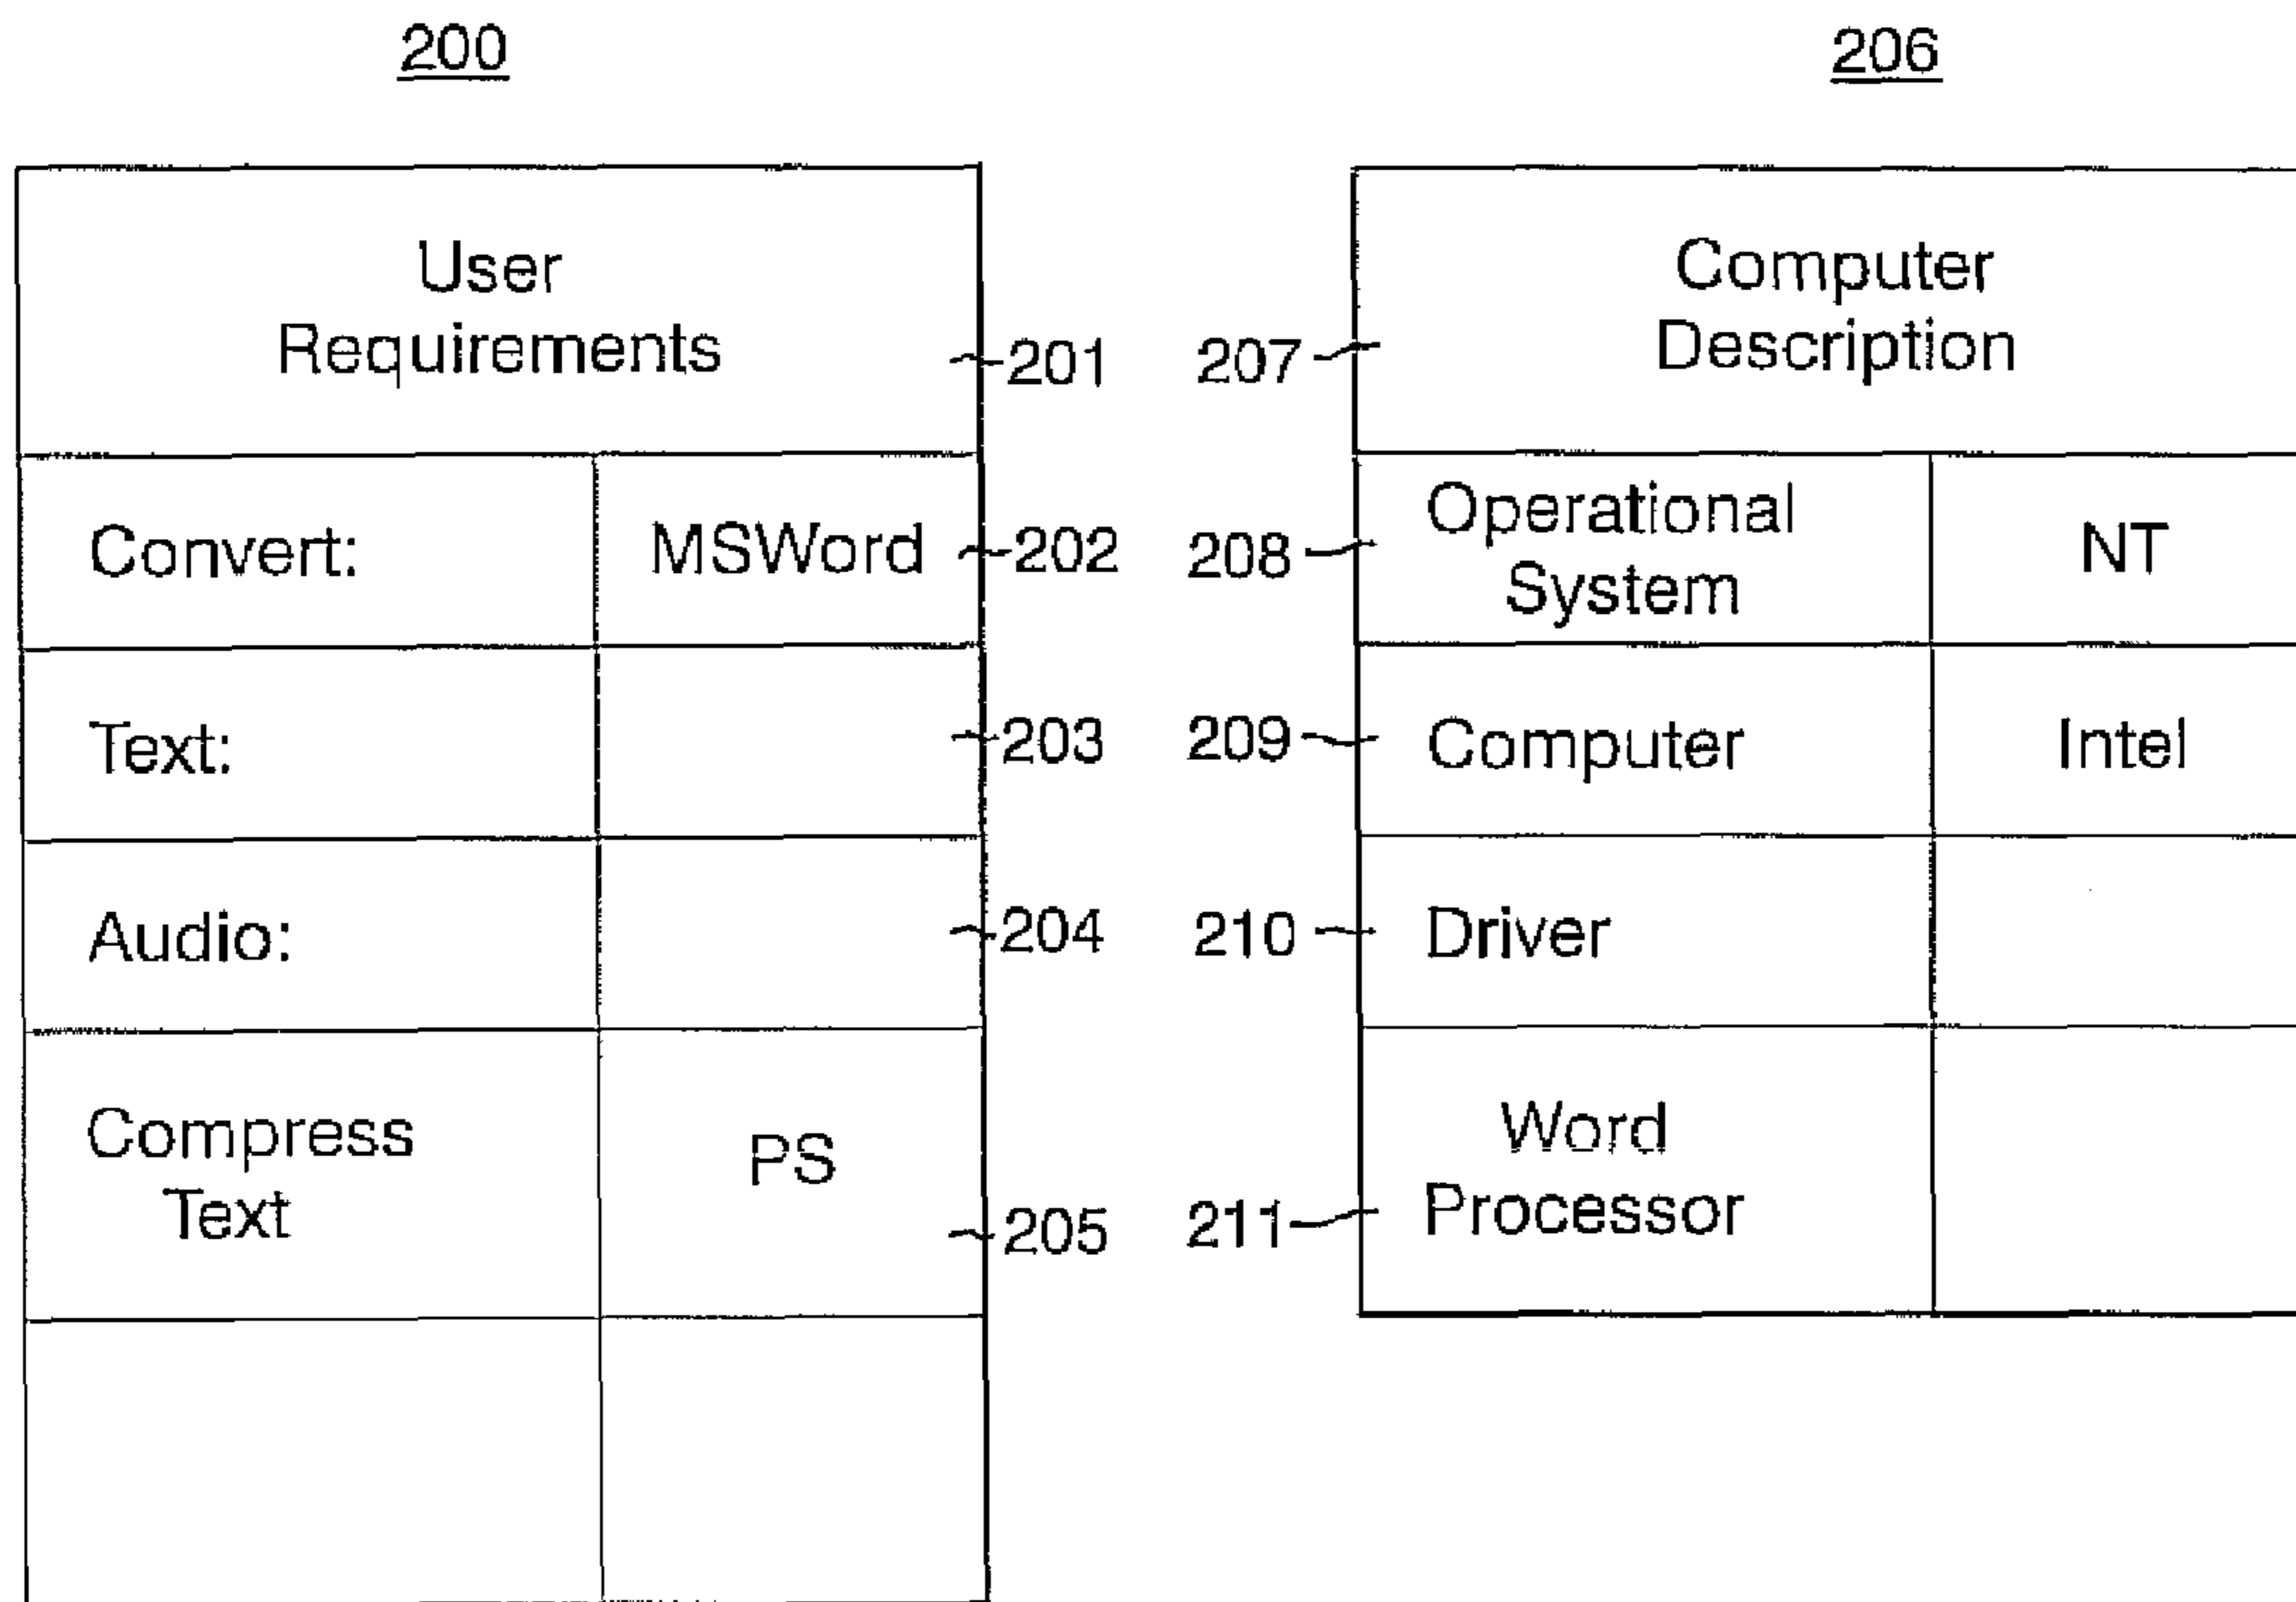 200
User
Requirements
201
Convert:
MSWord
202
Text:
203
Audio:
204
Compress
Text
PS
205
206
Computer
Description
207
Operational
System
NT
208
Computer
Intel
209
Driver
210
Word
Processor
211